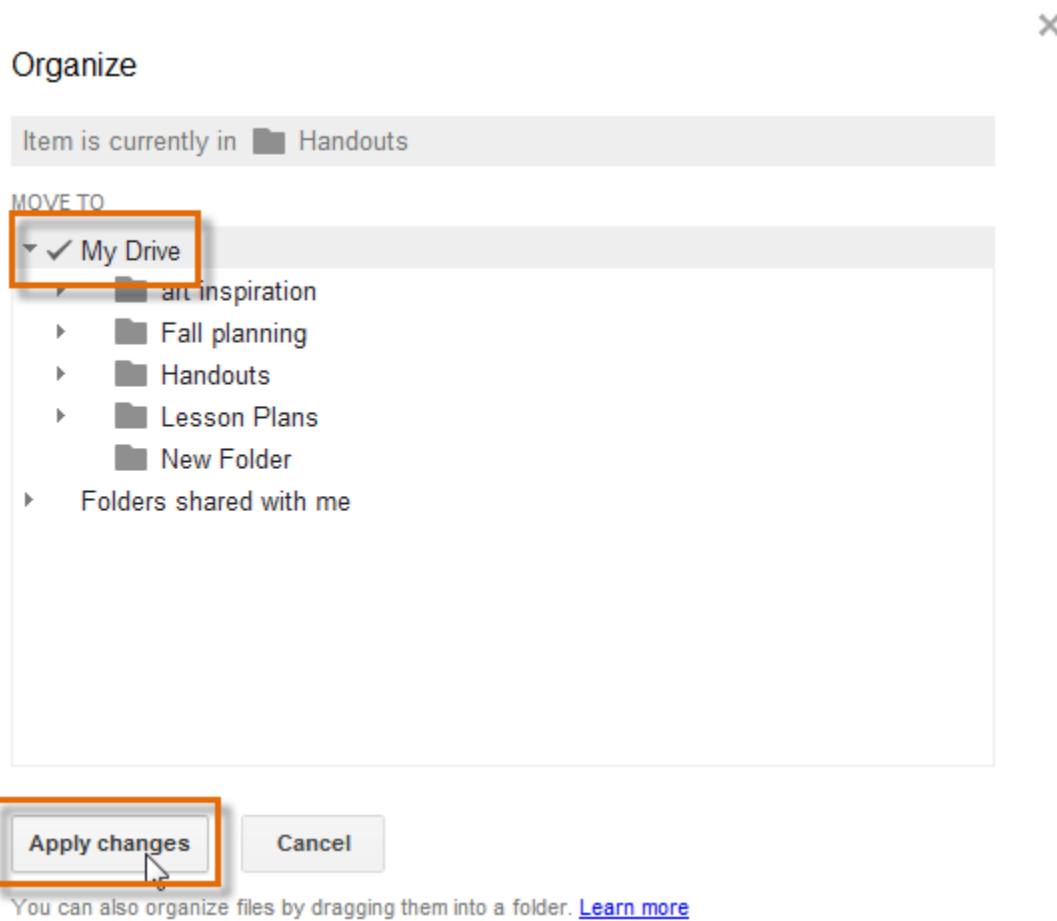 Organize
Item is currently in Handouts
MOVE TO
My Drive
art inspiration
Fall planning
Handouts
Lesson Plans
New Folder
Folders shared with me
Apply changes Cancel
You can also organize files by dragging them into a folder. Learn more